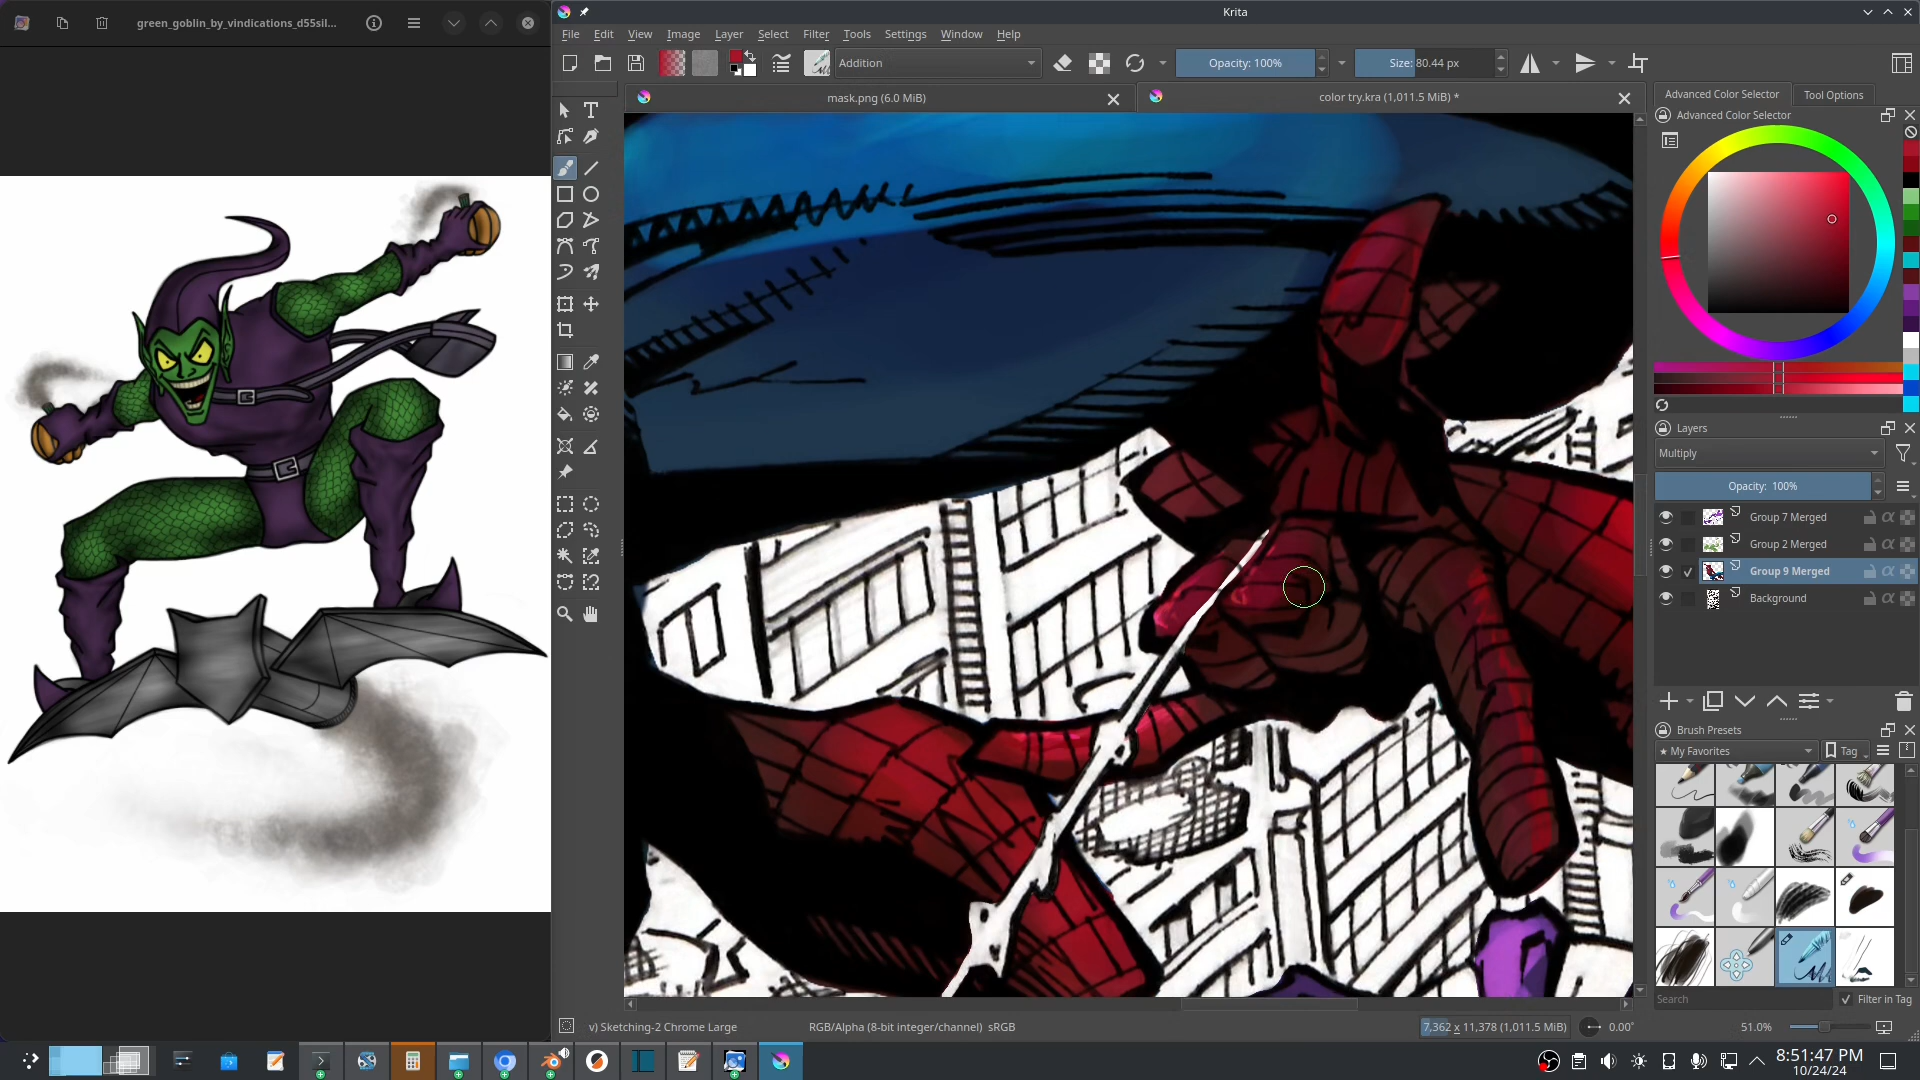 green_goblin_by_vindications_d55sil...
Krita
File Edit View Image Layer Select Filter Tools Settings Window Help
Addition
Opacity: 100%
Size: 80.44 px
mask.png (6.0 MiB)
color try.kra (1,011.5 MiB) *
Advanced Color Selector
Tool Options
Advanced Color Selector
Layers
Multiply
Opacity: 100%
Group 7 Merged
Group 2 Merged
Group 9 Merged
Background
Brush Presets
★ My Favorites
Tag
Search
Filter in Tag
v) Sketching-2 Chrome Large
RGB/Alpha (8-bit integer/channel) sRGB
7,362 x 11,378 (1,011.5 MiB)
0.00°
51.0%
8:51:47 PM
10/24/24